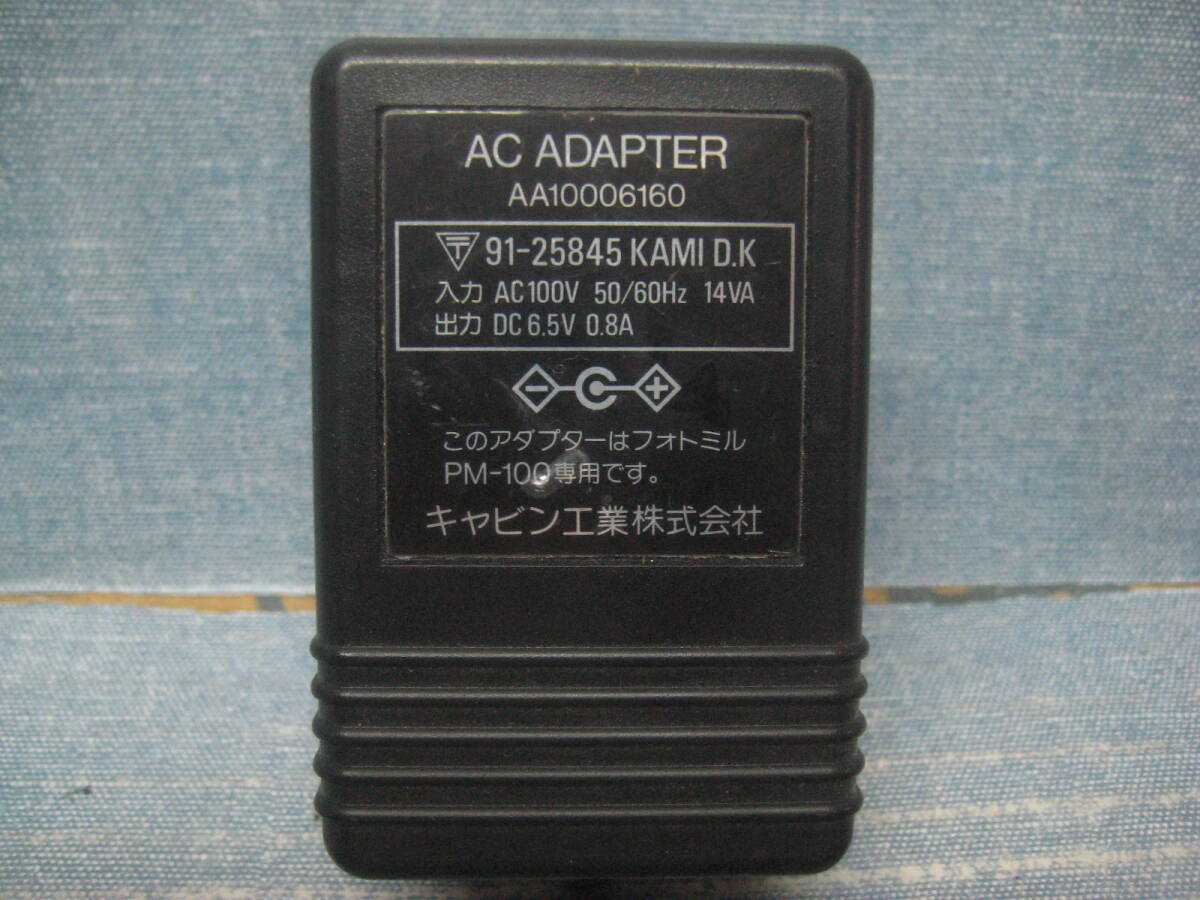 AC ADAPTER
AA10006160
〒 91-25845 KAMI D.K
入力 AC100V 50/60Hz 14VA
出力 DC6.5V 0.8A
このアダプターはフォトミル
PM-100専用です。
キャビン工業株式会社